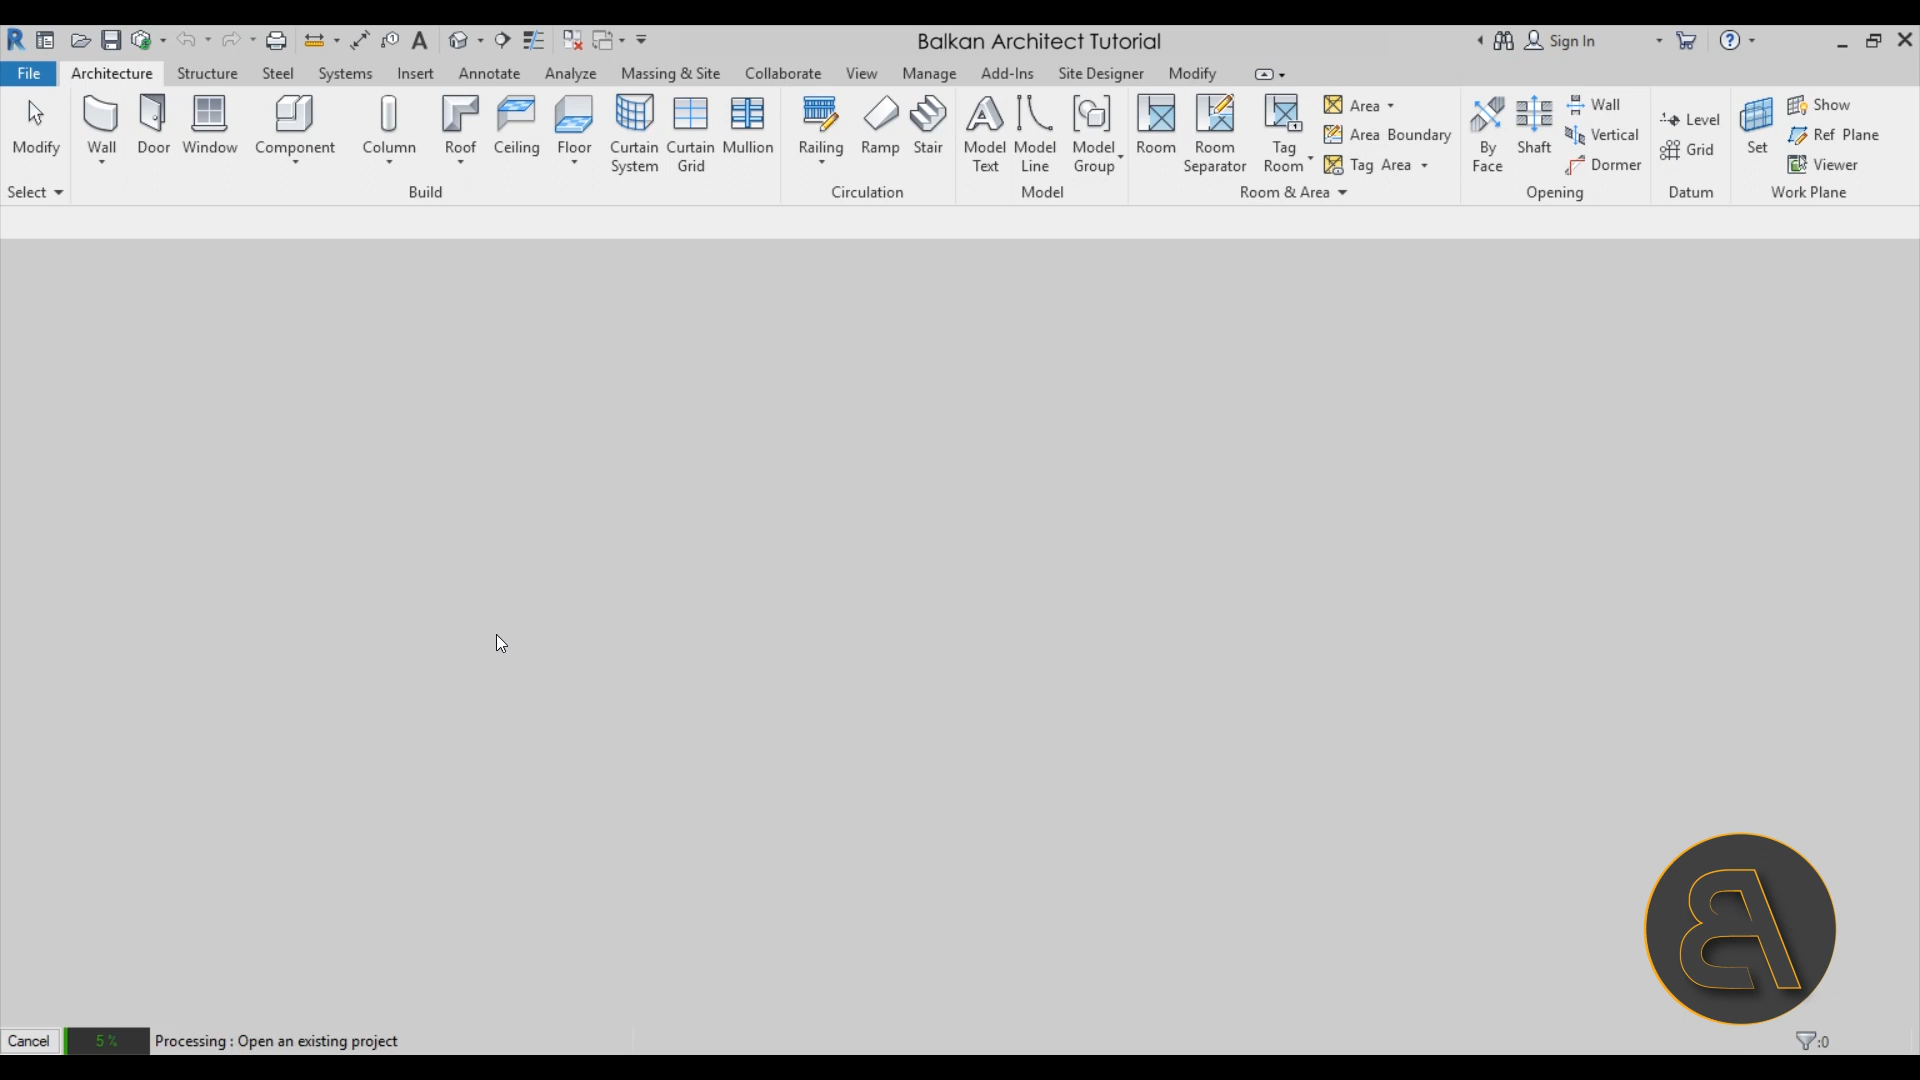 Balkan Architect Tutorial
Sign In
File Architecture Structure Steel Systems Insert Annotate Analyze Massing & Site Collaborate View Manage Add-Ins Site Designer Modify
Modify
Wall
Door
Window
Component
Column
Roof
Ceiling
Floor
Curtain
System
Curtain
Grid
Mullion
Railing
Ramp
Stair
Model
Text
Model
Line
Model
Group
Room
Room
Separator
Tag
Room
Area
Area Boundary
Tag Area
By
Face
Shaft
Wall
Vertical
Dormer
Level
Grid
Set
Show
Ref Plane
Viewer
Select
Build
Circulation
Model
Room & Area
Opening
Datum
Work Plane
Cancel
5 %
Processing : Open an existing project
:0